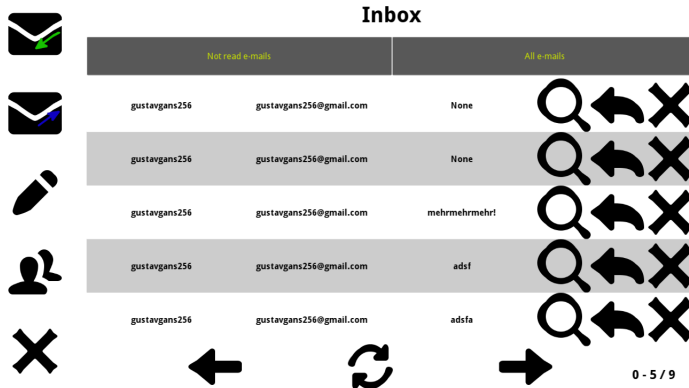 Inbox
Not read e-mails All e-mails
gustavgans256 gustavgans256@gmail.com None
gustavgans256 gustavgans256@gmail.com None
gustavgans256 gustavgans256@gmail.com mehrmehrmehr!
gustavgans256 gustavgans256@gmail.com adsf
gustavgans256 gustavgans256@gmail.com adsfa
0 - 5 / 9